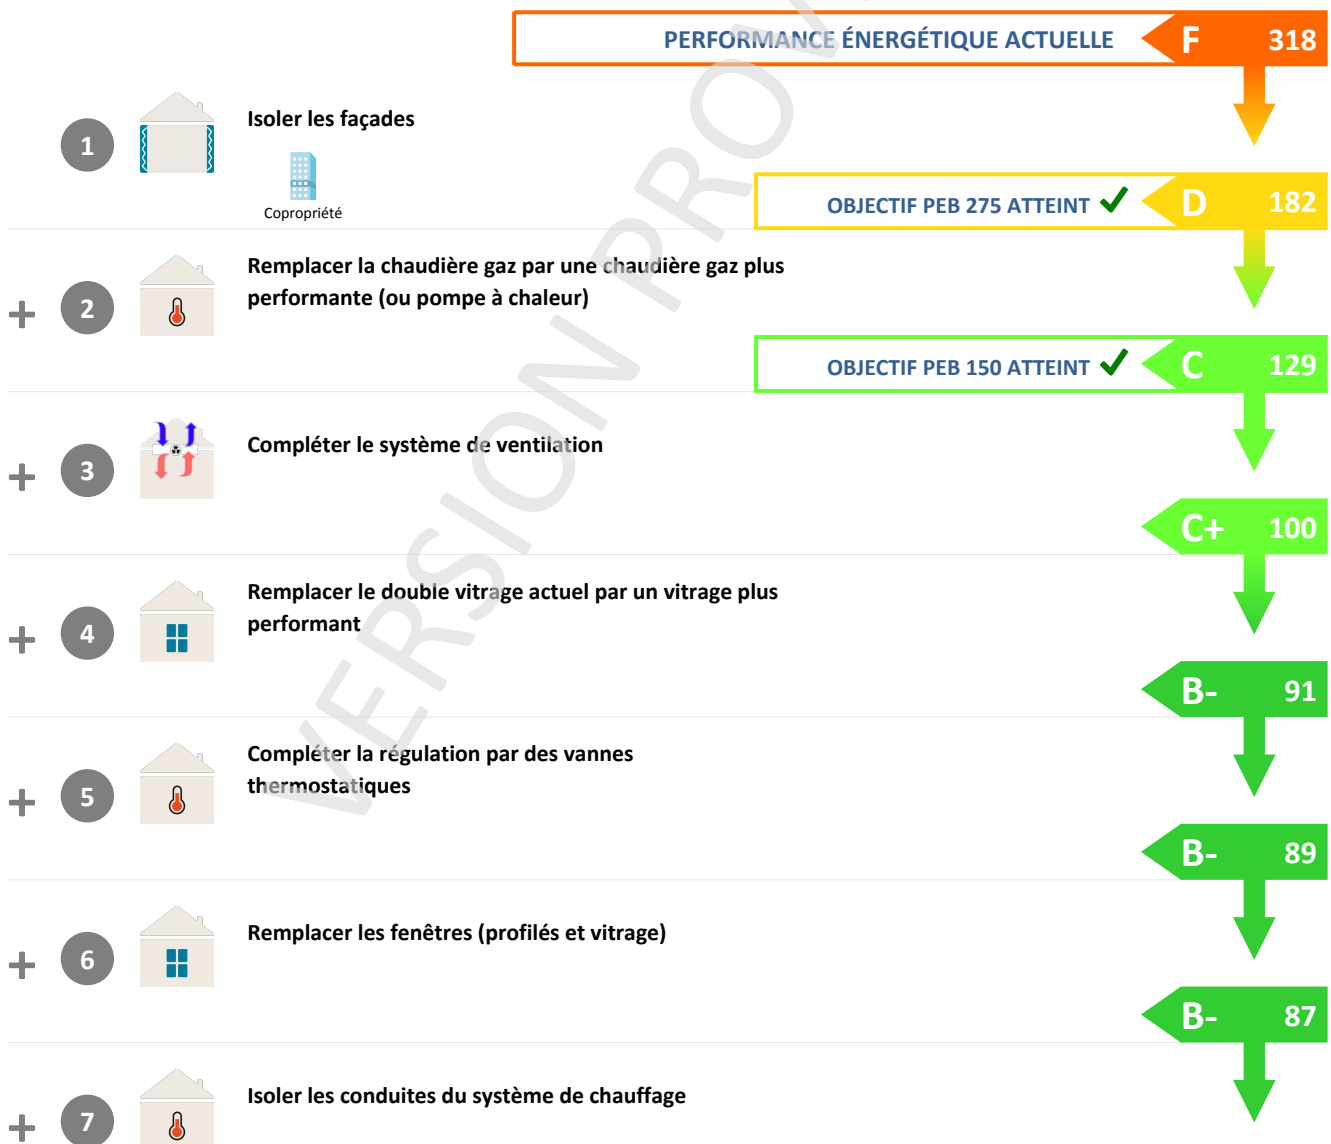 PERFORMANCE ÉNERGÉTIQUE ACTUELLE F 318
1 Isoler les façades
Copropriété
OBJECTIF PEB 275 ATTEINT D 182
+ 2 Remplacer la chaudière gaz par une chaudière gaz plus
performante (ou pompe à chaleur)
OBJECTIF PEB 150 ATTEINT C 129
+ 3 Compléter le système de ventilation
C+ 100
+ 4 Remplacer le double vitrage actuel par un vitrage plus
performant
B- 91
+ 5 Compléter la régulation par des vannes
thermostatiques
B- 89
+ 6 Remplacer les fenêtres (profilés et vitrage)
B- 87
+ 7 Isoler les conduites du système de chauffage
VERSION PROV